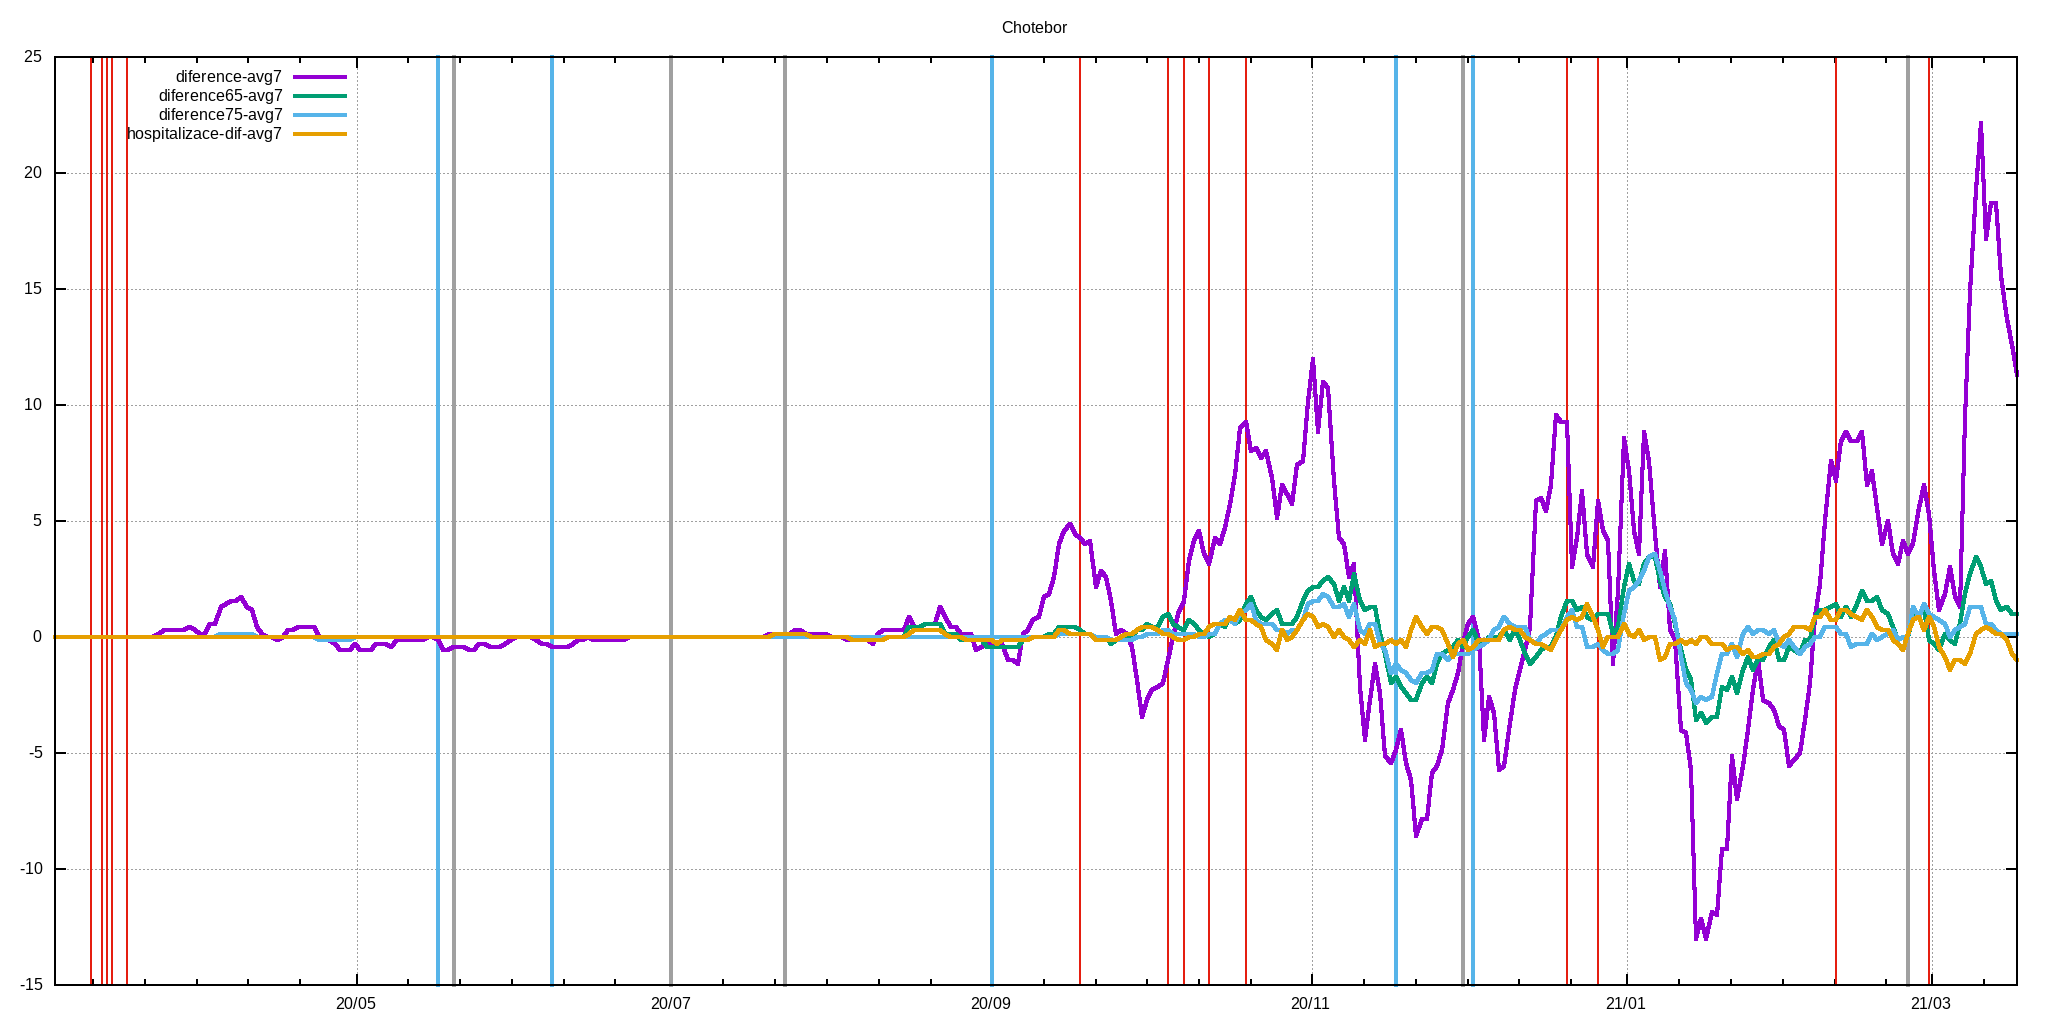 Chotebor
25
20
15
10
5
0
-5
-10
-15
diference-avg7
diference65-avg7
diference75-avg7
hospitalizace-dif-avg7
20/05 20/07 20/09 20/11 21/01 21/03